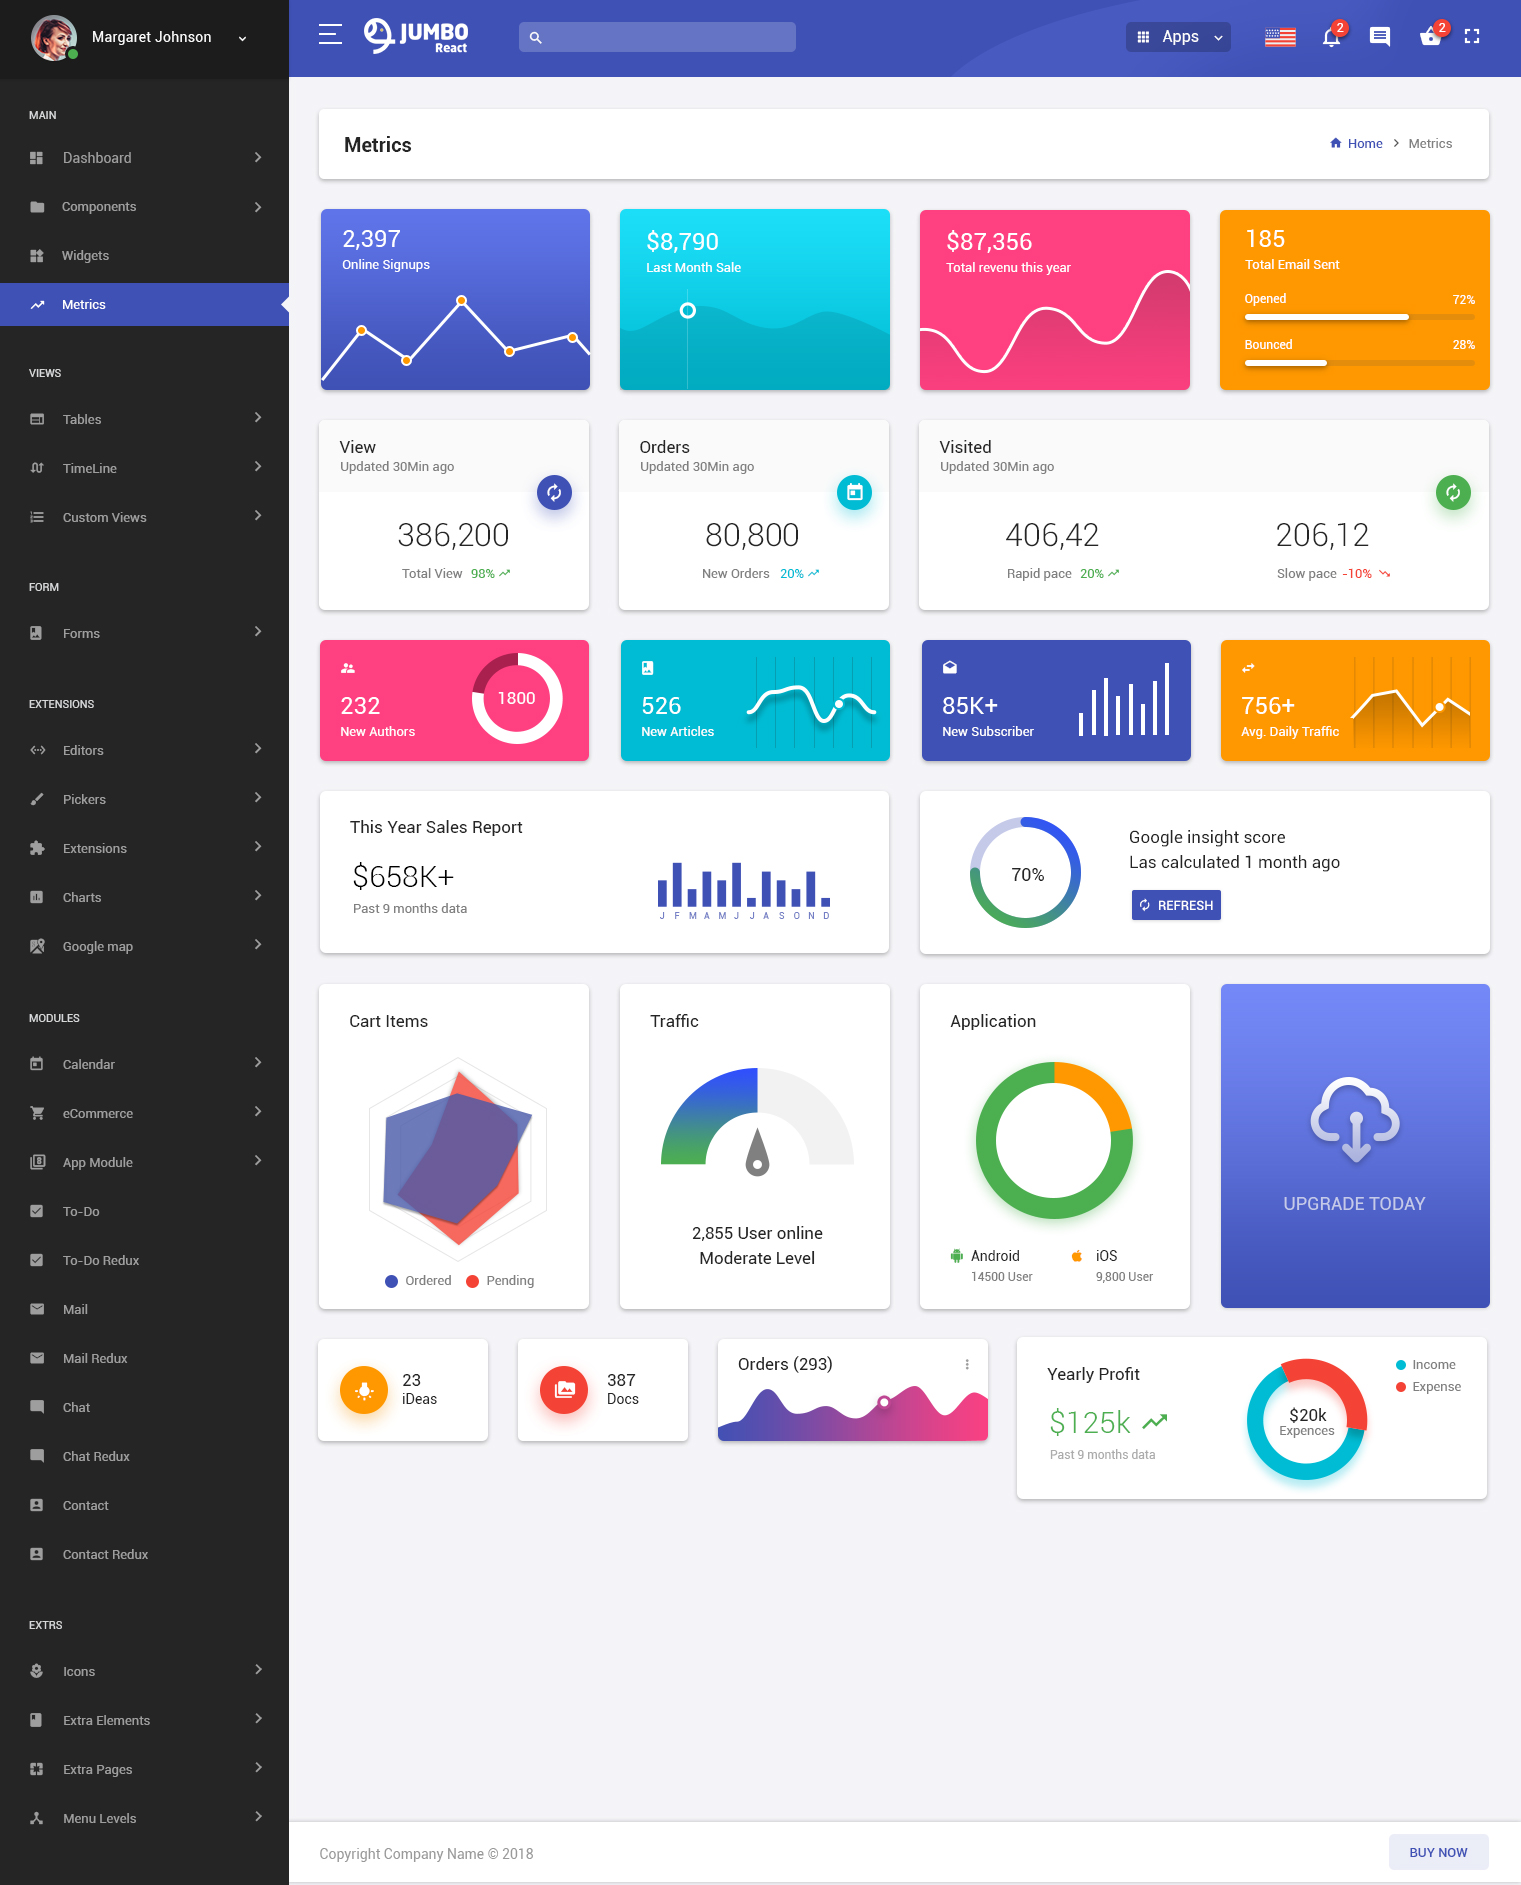 Margaret Johnson
MAIN
Dashboard
Components
Widgets
Metrics
VIEWS
Tables
TimeLine
Custom Views
FORM
Forms
EXTENSIONS
Editors
Pickers
Extensions
Charts
Google map
MODULES
Calendar
eCommerce
App Module
To-Do
To-Do Redux
Mail
Mail Redux
Chat
Chat Redux
Contact
Contact Redux
EXTRS
Icons
Extra Elements
Extra Pages
Menu Levels
JUMBO
React
Apps
2
2
Metrics
Home > Metrics
2,397
Online Signups
$8,790
Last Month Sale
$87,356
Total revenu this year
185
Total Email Sent
Opened 72%
Bounced 28%
View
Updated 30Min ago
386,200
Total View 98%
Orders
Updated 30Min ago
80,800
New Orders 20%
Visited
Updated 30Min ago
406,42
Rapid pace 20%
206,12
Slow pace -10%
232
New Authors
1800
526
New Articles
85K+
New Subscriber
756+
Avg. Daily Traffic
This Year Sales Report
$658K+
Past 9 months data
J F M A M J J A S O N D
70%
Google insight score
Las calculated 1 month ago
REFRESH
Cart Items
Ordered Pending
Traffic
2,855 User online
Moderate Level
Application
Android
14500 User
iOS
9,800 User
UPGRADE TODAY
23
iDeas
387
Docs
Orders (293)
Yearly Profit
$125k
Past 9 months data
$20k
Expences
Income
Expense
Copyright Company Name © 2018
BUY NOW